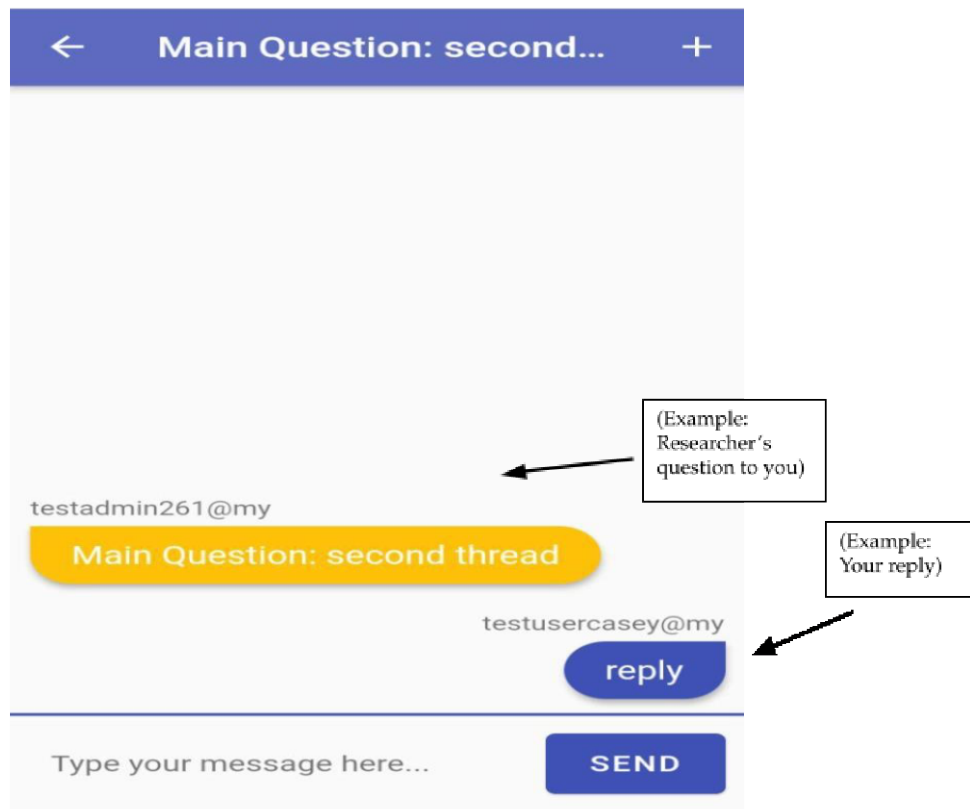 Main Question: second...
(Example:
Researcher's
question to you)
testadmin261@my
Main Question: second thread
(Example:
Your reply)
testusercasey@my
reply
Type your message here...
SEND